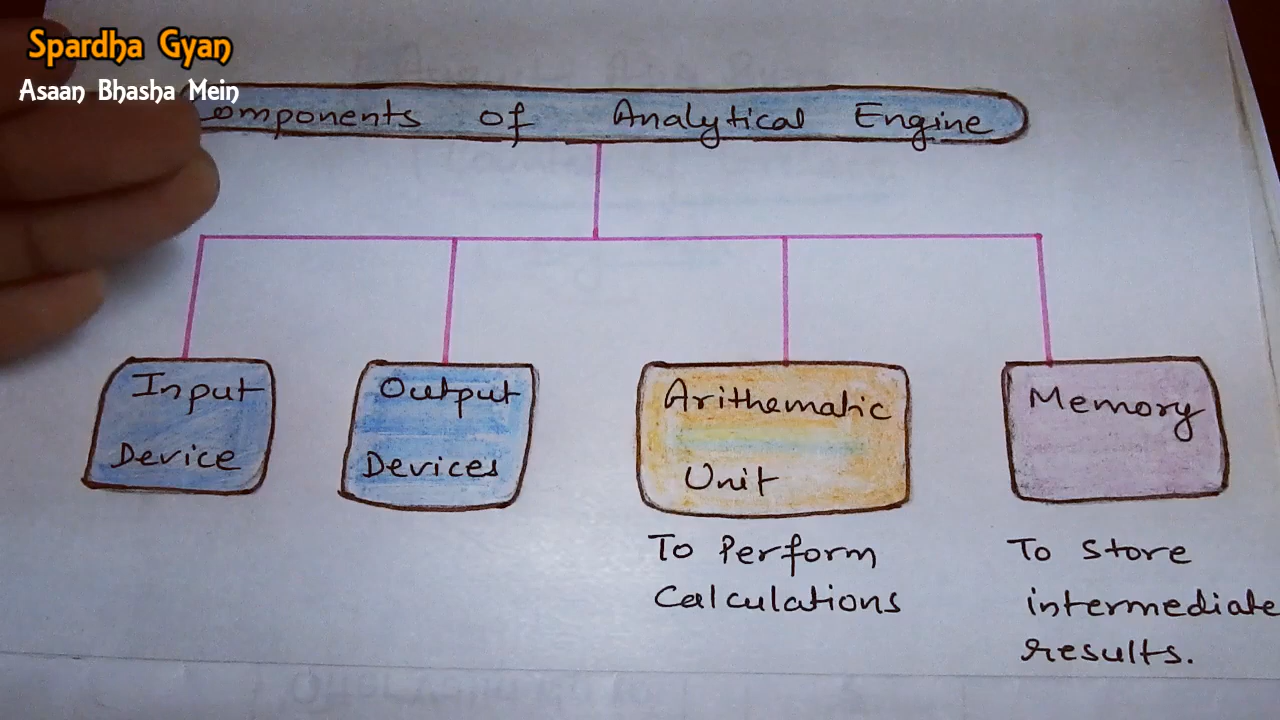 Spardha Gyan
Asaan Bhasha Mein
omponents of Analytical Engine
Input
Device
Output
Devices
Arithematic
Unit
Memory
To Perform
Calculations
To Store
intermediate
results.